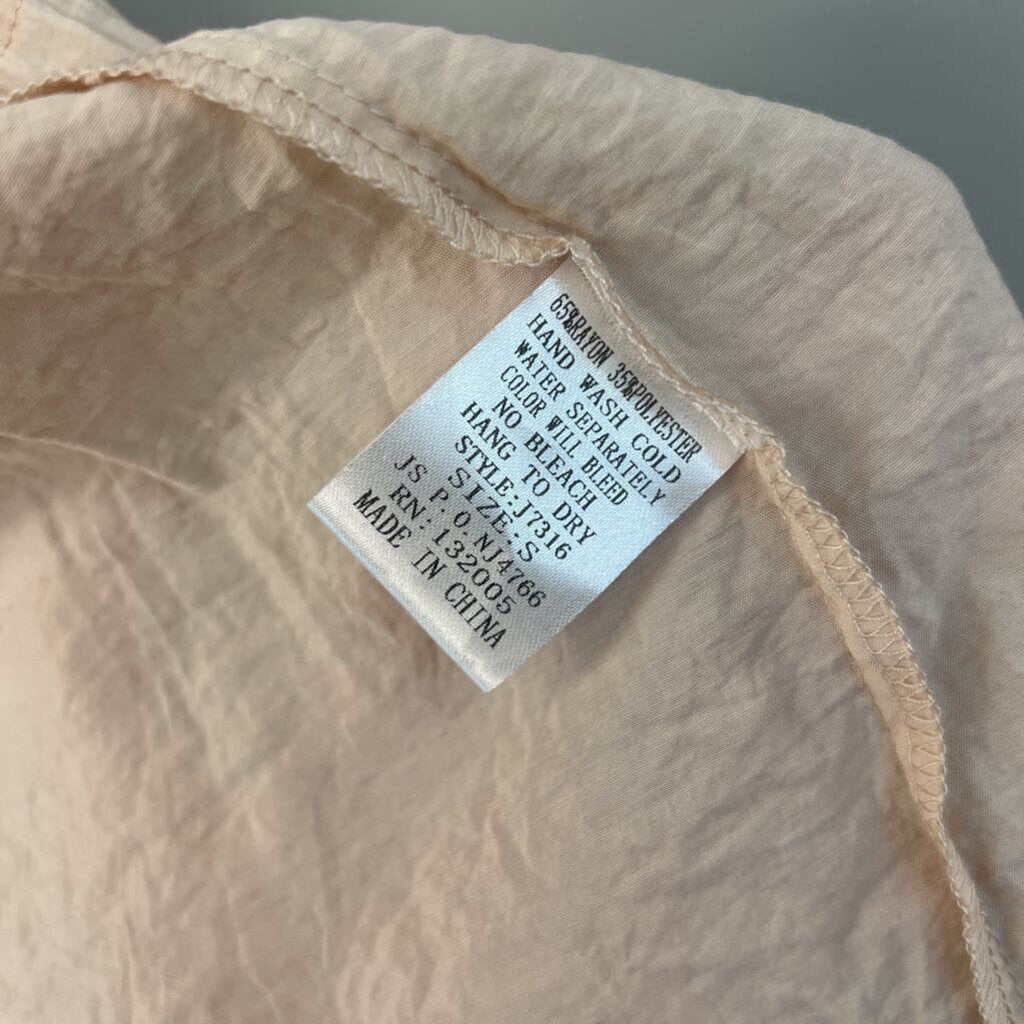 65%RAYON 35%POLYESTER
HAND WASH COLD
WATER SEPARATELY
COLOR WILL BLEED
NO BLEACH
HANG TO DRY
STYLE:J7316
SIZE-S
JS P.O.NJ4766
RN:132005
MADE IN CHINA